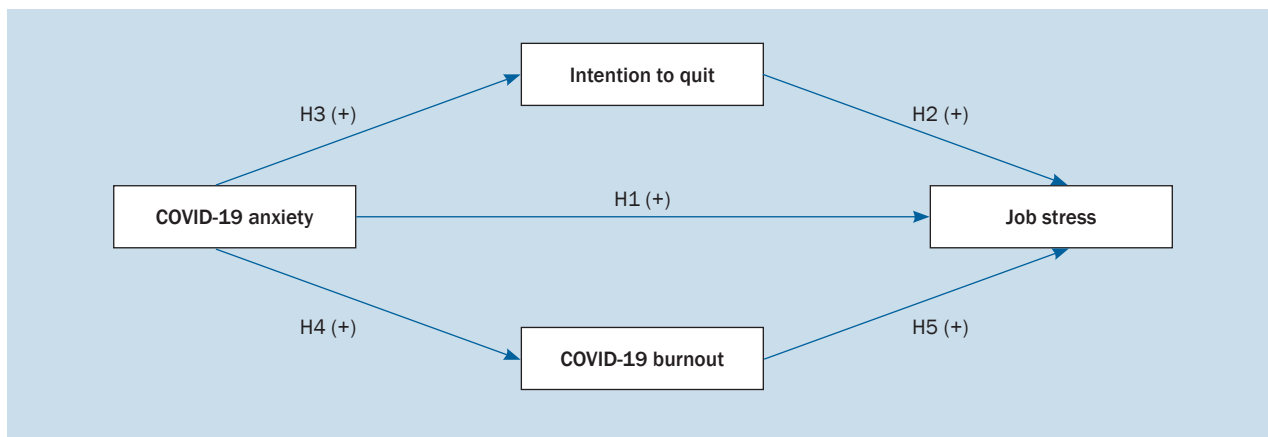 Intention to quit
H3 (+)
H2 (+)
COVID-19 anxiety
H1 (+)
Job stress
H4 (+)
H5 (+)
COVID-19 burnout